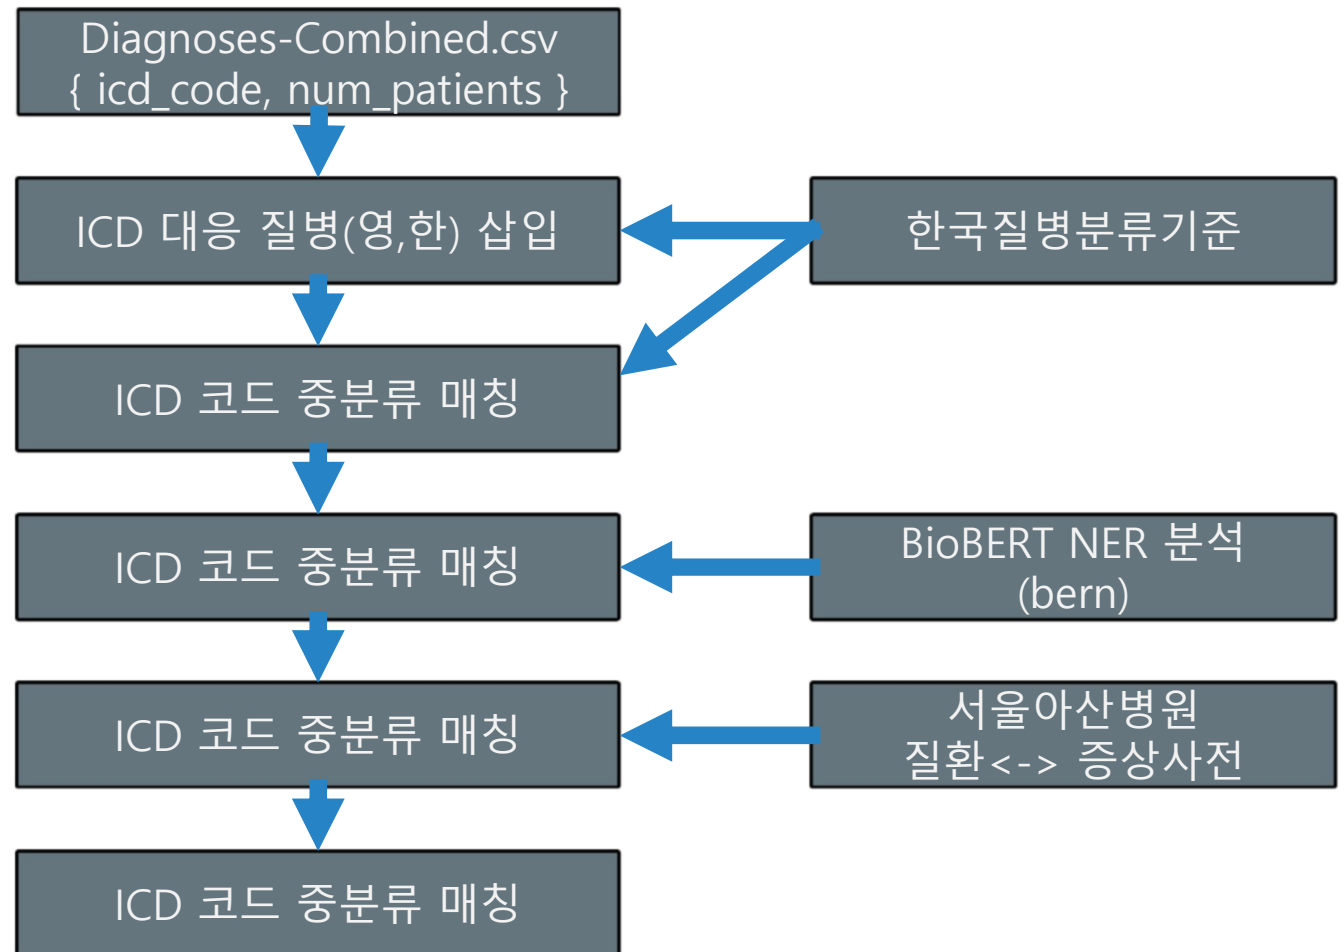 Diagnoses-Combined.csv
{ icd_code, num_patients }
ICD 대응 질병(영,한) 삽입
한국질병분류기준
ICD 코드 중분류 매칭
ICD 코드 중분류 매칭
BioBERT NER 분석
(bern)
ICD 코드 중분류 매칭
서울아산병원
질환<-> 증상사전
ICD 코드 중분류 매칭